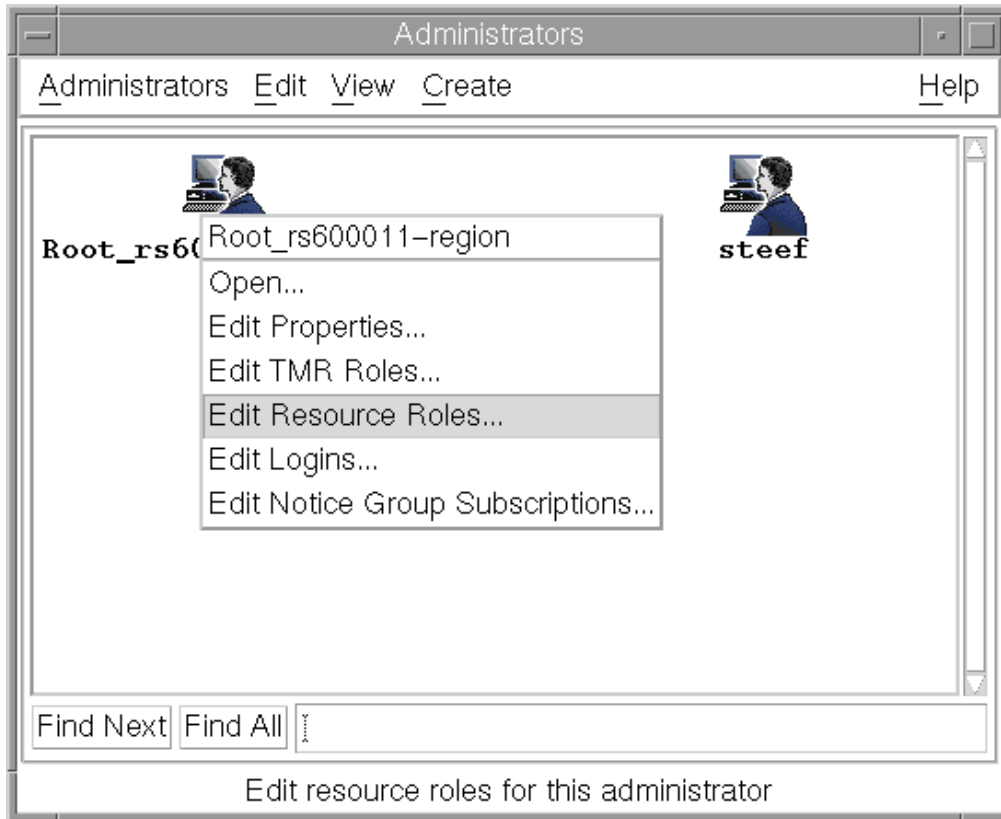 Administrators
Administrators Edit View Create Help
Root_rs60
steef
Root_rs600011-region
Open...
Edit Properties...
Edit TMR Roles...
Edit Resource Roles...
Edit Logins...
Edit Notice Group Subscriptions...
Find Next Find All
Edit resource roles for this administrator